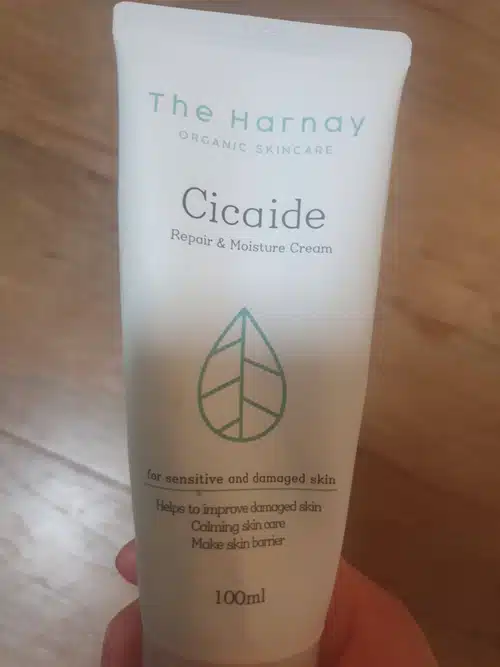 The Harnay
ORGANIC SKINCARE
Cicaide
Repair & Moisture Cream
for sensitive and damaged skin
Helps to improve damaged skin
Calming skin care
Make skin barrier
100ml